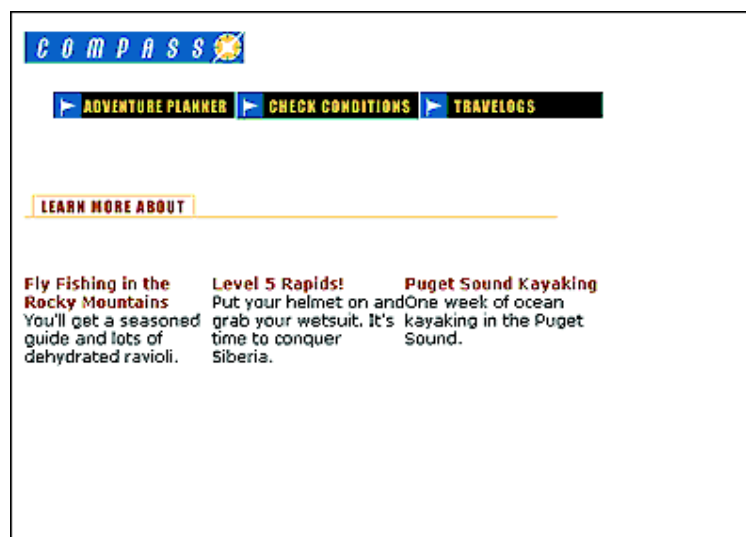 COMPASS
ADVENTURE PLANNER CHECK CONDITIONS TRAVELOGS
LEARN MORE ABOUT
Fly Fishing in the
Rocky Mountains
You'll get a seasoned
guide and lots of
dehydrated ravioli.
Level 5 Rapids!
Put your helmet on and
grab your wetsuit. It's
time to conquer
Siberia.
Puget Sound Kayaking
One week of ocean
kayaking in the Puget
Sound.